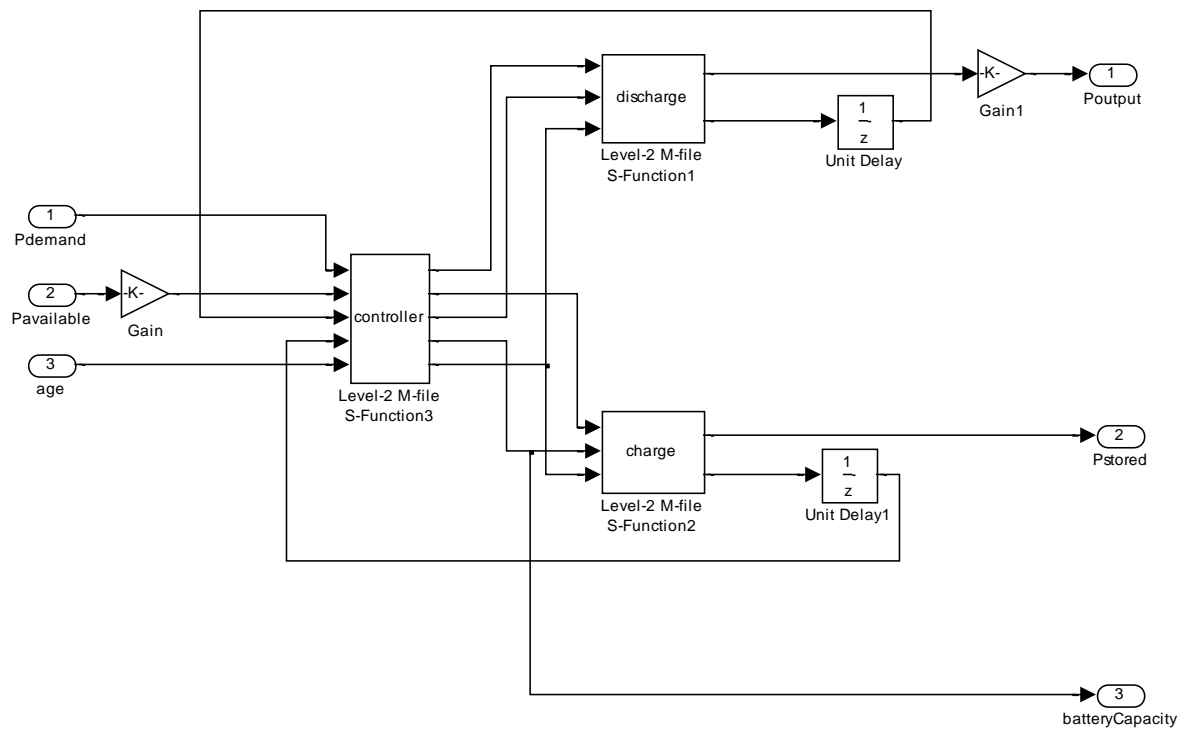 discharge
Level-2 M-file
S-Function1
1
z
Unit Delay
-K-
Gain1
1
Poutput
1
Pdemand
2
Pavailable
-K-
Gain
3
age
controller
Level-2 M-file
S-Function3
charge
Level-2 M-file
S-Function2
1
z
Unit Delay1
2
Pstored
3
batteryCapacity